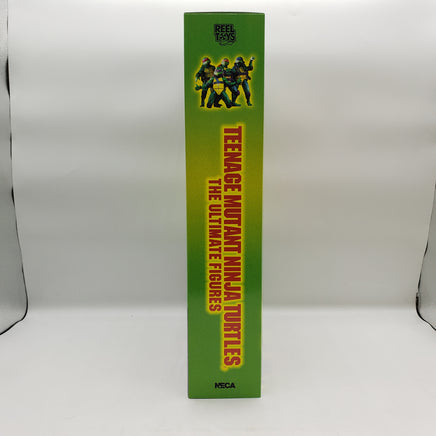 REEL
TOYS
TEENAGE MUTANT NINJA TURTLES
THE ULTIMATE FIGURES
NECA